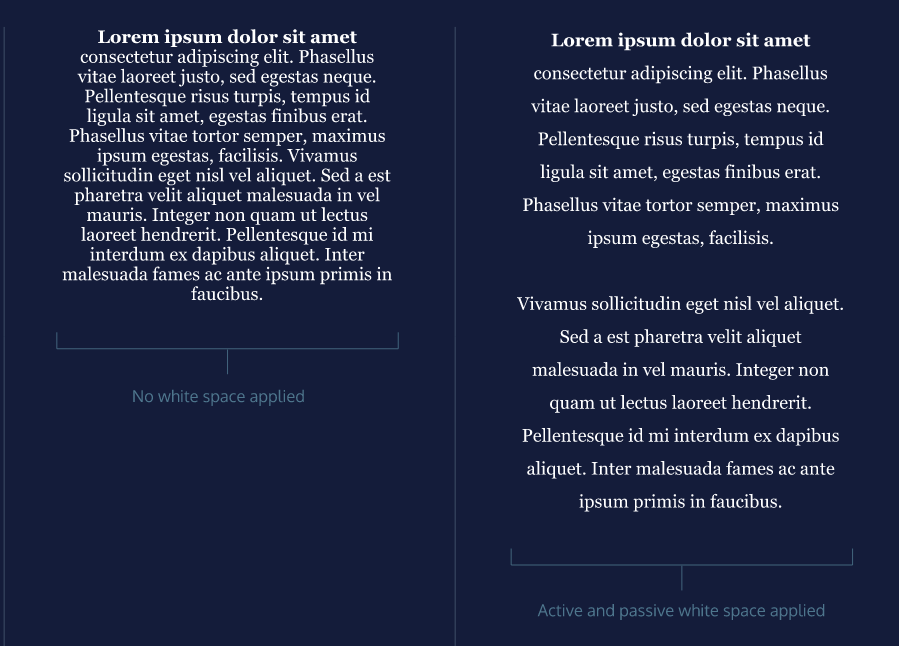 Lorem ipsum dolor sit amet
consectetur adipiscing elit. Phasellus
vitae laoreet justo, sed egestas neque.
Pellentesque risus turpis, tempus id
ligula sit amet, egestas finibus erat.
Phasellus vitae tortor semper, maximus
ipsum egestas, facilisis. Vivamus
sollicitudin eget nisl vel aliquet. Sed a est
pharetra velit aliquet malesuada in vel
mauris. Integer non quam ut lectus
laoreet hendrerit. Pellentesque id mi
interdum ex dapibus aliquet. Inter
malesuada fames ac ante ipsum primis in
faucibus.
No white space applied
Lorem ipsum dolor sit amet
consectetur adipiscing elit. Phasellus
vitae laoreet justo, sed egestas neque.
Pellentesque risus turpis, tempus id
ligula sit amet, egestas finibus erat.
Phasellus vitae tortor semper, maximus
ipsum egestas, facilisis.
Vivamus sollicitudin eget nisl vel aliquet.
Sed a est pharetra velit aliquet
malesuada in vel mauris. Integer non
quam ut lectus laoreet hendrerit.
Pellentesque id mi interdum ex dapibus
aliquet. Inter malesuada fames ac ante
ipsum primis in faucibus.
Active and passive white space applied